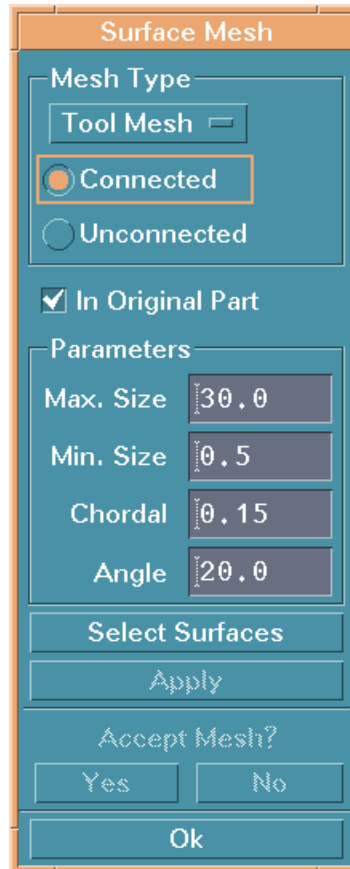 Surface Mesh
Mesh Type
Tool Mesh
Connected
Unconnected
In Original Part
Parameters
Max. Size 30.0
Min. Size 0.5
Chordal 0.15
Angle 20.0
Select Surfaces
Apply
Accept Mesh?
Yes No
Ok